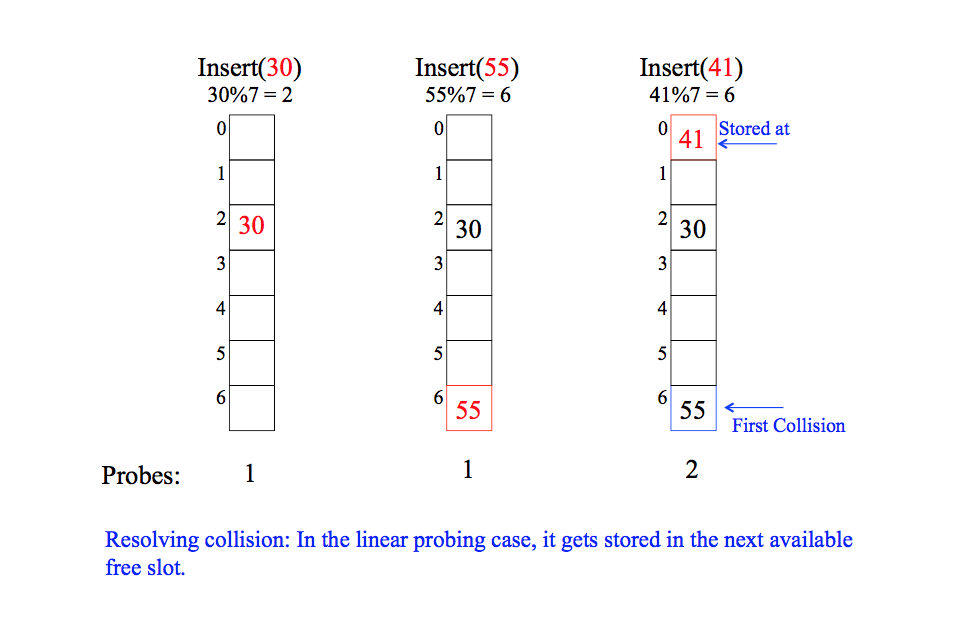 Insert(30) Insert(55) Insert(41)
30%7 = 2 55%7 = 6 41%7 = 6
0 0 0 41 Stored at
1 1 1
2 30 2 30 2 30
3 3 3
4 4 4
5 5 5
6 6 55 6 55
First Collision
Probes: 1 1 2
Resolving collision: In the linear probing case, it gets stored in the next available
free slot.